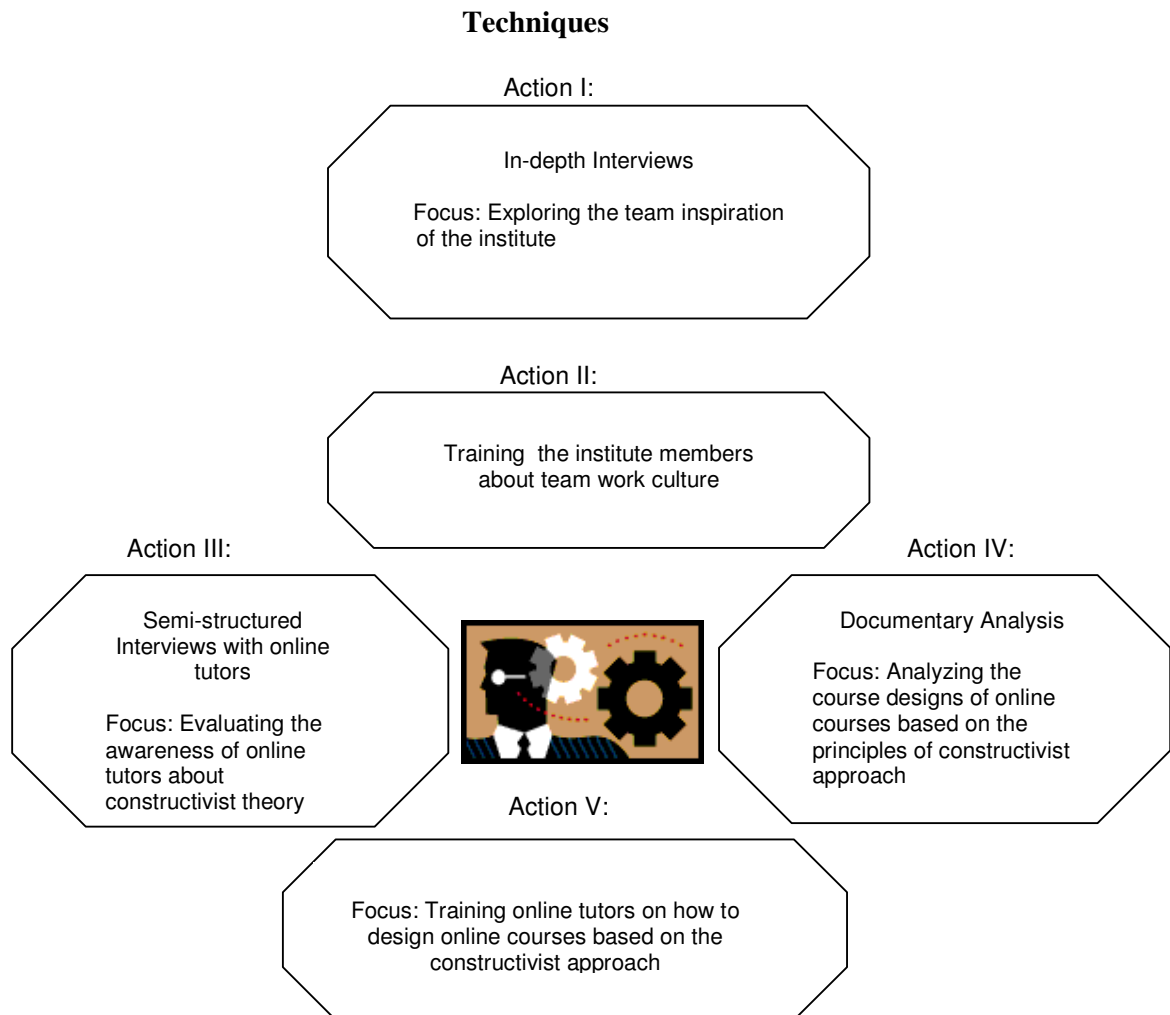 Techniques
Action I:
In-depth Interviews
Focus: Exploring the team inspiration
of the institute
Action II:
Training  the institute members
about team work culture
Action III:
Semi-structured
Interviews with online
tutors
Focus: Evaluating the
awareness of online
tutors about
constructivist theory
Action IV:
Documentary Analysis
Focus: Analyzing the
course designs of online
courses based on the
principles of constructivist
approach
Action V:
Focus: Training online tutors on how to
design online courses based on the
constructivist approach